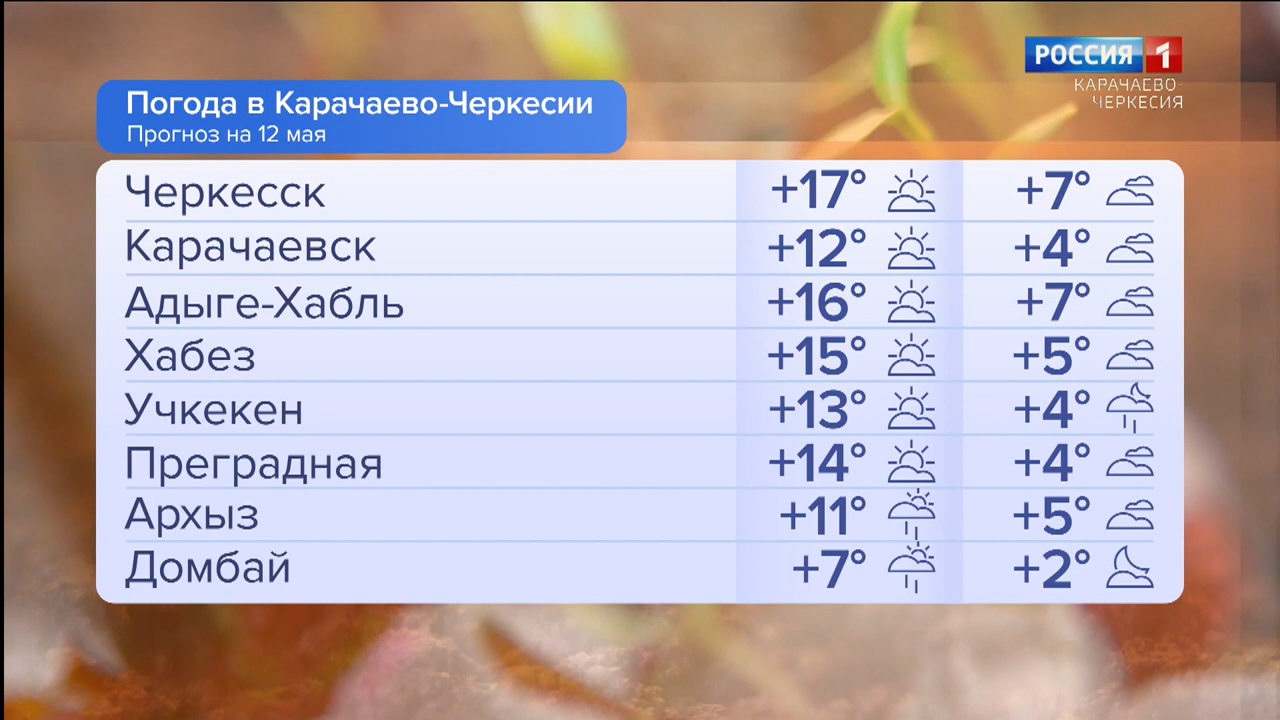 РОССИЯ 1
КАРАЧАЕВО-
ЧЕРКЕСИЯ
Погода в Карачаево-Черкесии
Прогноз на 12 мая
Черкесск +17° +7°
Карачаевск +12° +4°
Адыге-Хабль +16° +7°
Хабез +15° +5°
Учкекен +13° +4°
Преградная +14° +4°
Архыз +11° +5°
Домбай +7° +2°